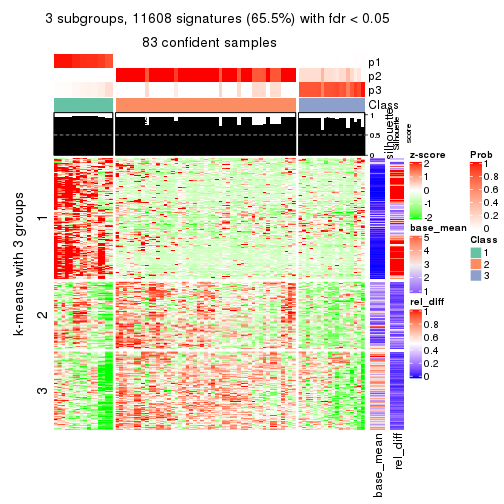 3 subgroups, 11608 signatures (65.5%) with fdr < 0.05
83 confident samples
p1
p2
p3
Class
1
0.5
0
silhouette
Silhouette
score
k-means with 3 groups
1
2
3
base_mean
rel_diff
z-score
2
1
0
-1
-2
base_mean
5
4
3
2
1
rel_diff
1
0.8
0.6
0.4
0.2
0
Prob
1
0.8
0.6
0.4
0.2
0
Class
1
2
3